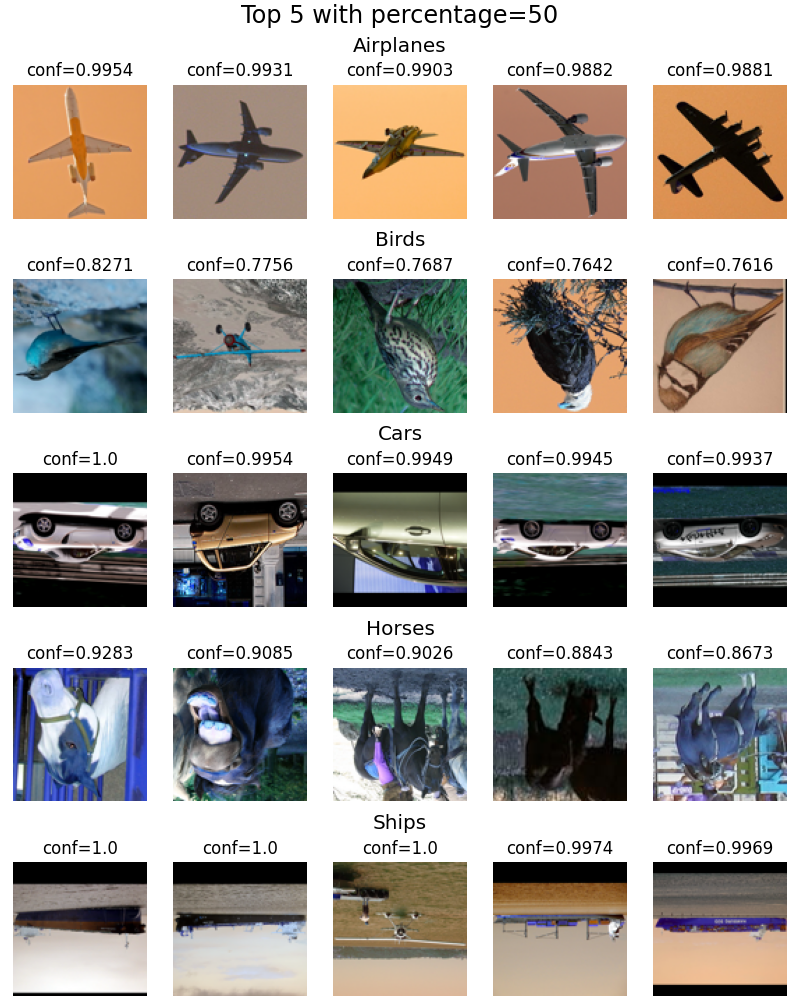 Top 5 with percentage=50
Airplanes
conf=0.9954 conf=0.9931 conf=0.9903 conf=0.9882 conf=0.9881
Birds
conf=0.8271 conf=0.7756 conf=0.7687 conf=0.7642 conf=0.7616
Cars
conf=1.0 conf=0.9954 conf=0.9949 conf=0.9945 conf=0.9937
Horses
conf=0.9283 conf=0.9085 conf=0.9026 conf=0.8843 conf=0.8673
Ships
conf=1.0 conf=1.0 conf=1.0 conf=0.9974 conf=0.9969